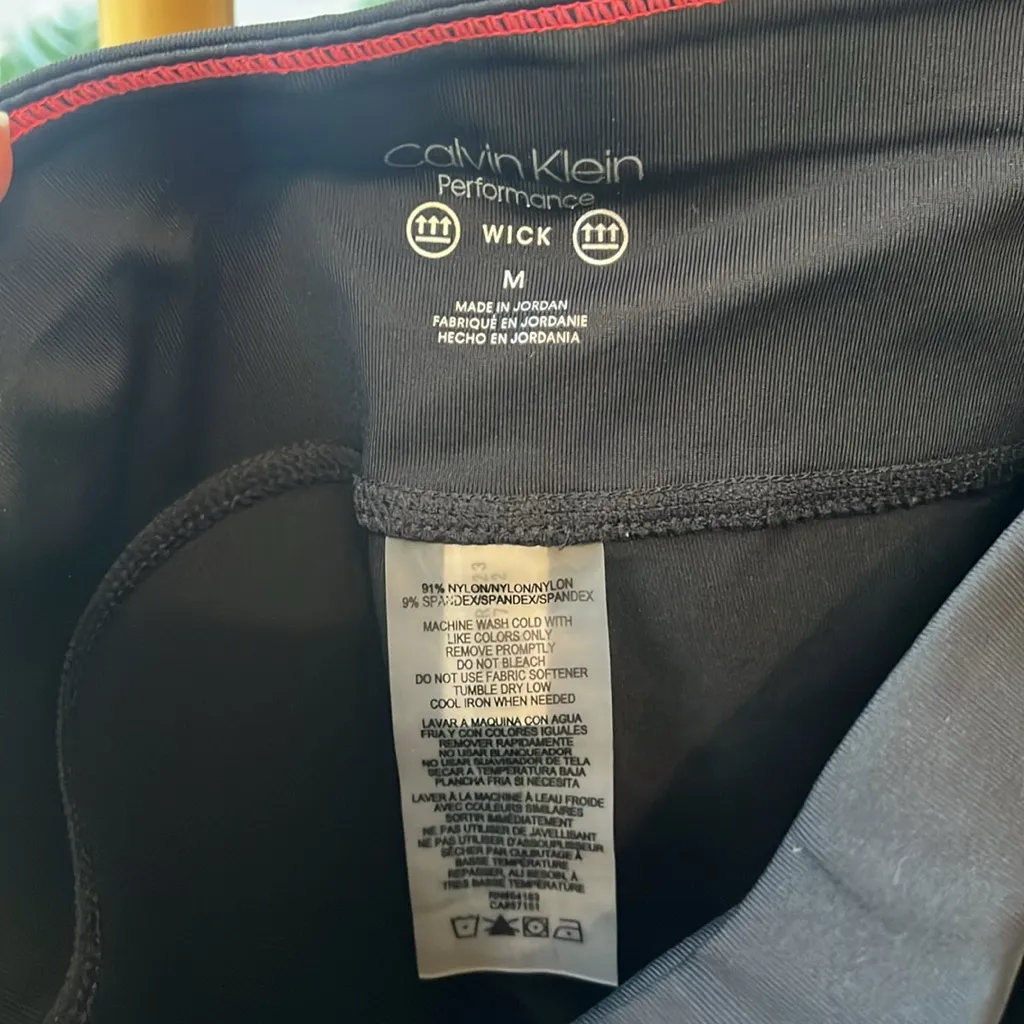 Calvin Klein
Performance
WICK
M
MADE IN JORDAN
FABRIQUÉ EN JORDANIE
HECHO EN JORDANIA
91% NYLON/NYLON/NYLON
9% SPANDEX/SPANDEX/SPANDEX
MACHINE WASH COLD WITH
LIKE COLORS ONLY
REMOVE PROMPTLY
DO NOT BLEACH
DO NOT USE FABRIC SOFTENER
TUMBLE DRY LOW
COOL IRON WHEN NEEDED
LAVAR A MAQUINA CON AGUA
FRIA Y CON COLORES IGUALES
REMOVER RAPIDAMENTE
NO USAR BLANQUEADOR
NO USAR SUAVISADOR DE TELA
SECAR A TEMPERATURA BAJA
PLANCHA FRIA SI NECESITA
LAVER À LA MACHINE À LEAU FROIDE
AVEC COULEURS SIMILAIRES
SORTIR IMMÉDIATEMENT
NE PAS UTILISER DE JAVELLISANT
NE PAS UTILISER D'ASSOUPLISSEUR
SÉCHER PAR CULBUTAGE À
BASSE TEMPÉRATURE
REPASSER, AU BESOIN, À
TRES BASSE TEMPÉRATURE